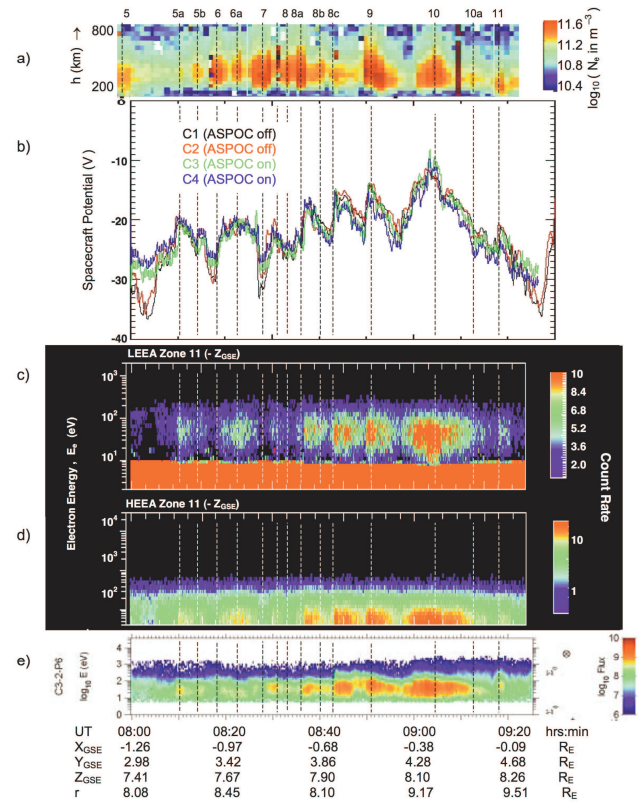 5 5a 5b 6 6a 7 8 8a 8b 8c 9 10 10a 11
a)
h (km) →
800
200
11.6
11.2
10.8
10.4
log10 ( Ne in m−3)
b)
Spacecraft Potential (V )
0
-10
-20
-30
-40
C1 (ASPOC off)
C2 (ASPOC off)
C3 (ASPOC on)
C4 (ASPOC on)
c)
LEEA Zone 11 (- ZGSE)
10³
10²
10¹
Electron Energy , Ee (eV)
10
8.6
7.4
6.4
5.2
4.2
3.0
2.0
Count Rate
d)
HEEA Zone 11 (- ZGSE)
10⁴
10³
10²
10
1
e)
C3-2-P6
log10 E (eV)
4
3
2
1
0
10
9
8
7
6
log10 Flux
UT 08:00 08:20 08:40 09:00 09:20 hrs:min
XGSE -1.26 -0.97 -0.68 -0.38 -0.09 RE
YGSE 2.98 3.42 3.86 4.28 4.68 RE
ZGSE 7.41 7.67 7.90 8.10 8.26 RE
r 8.08 8.45 8.10 9.17 9.51 RE